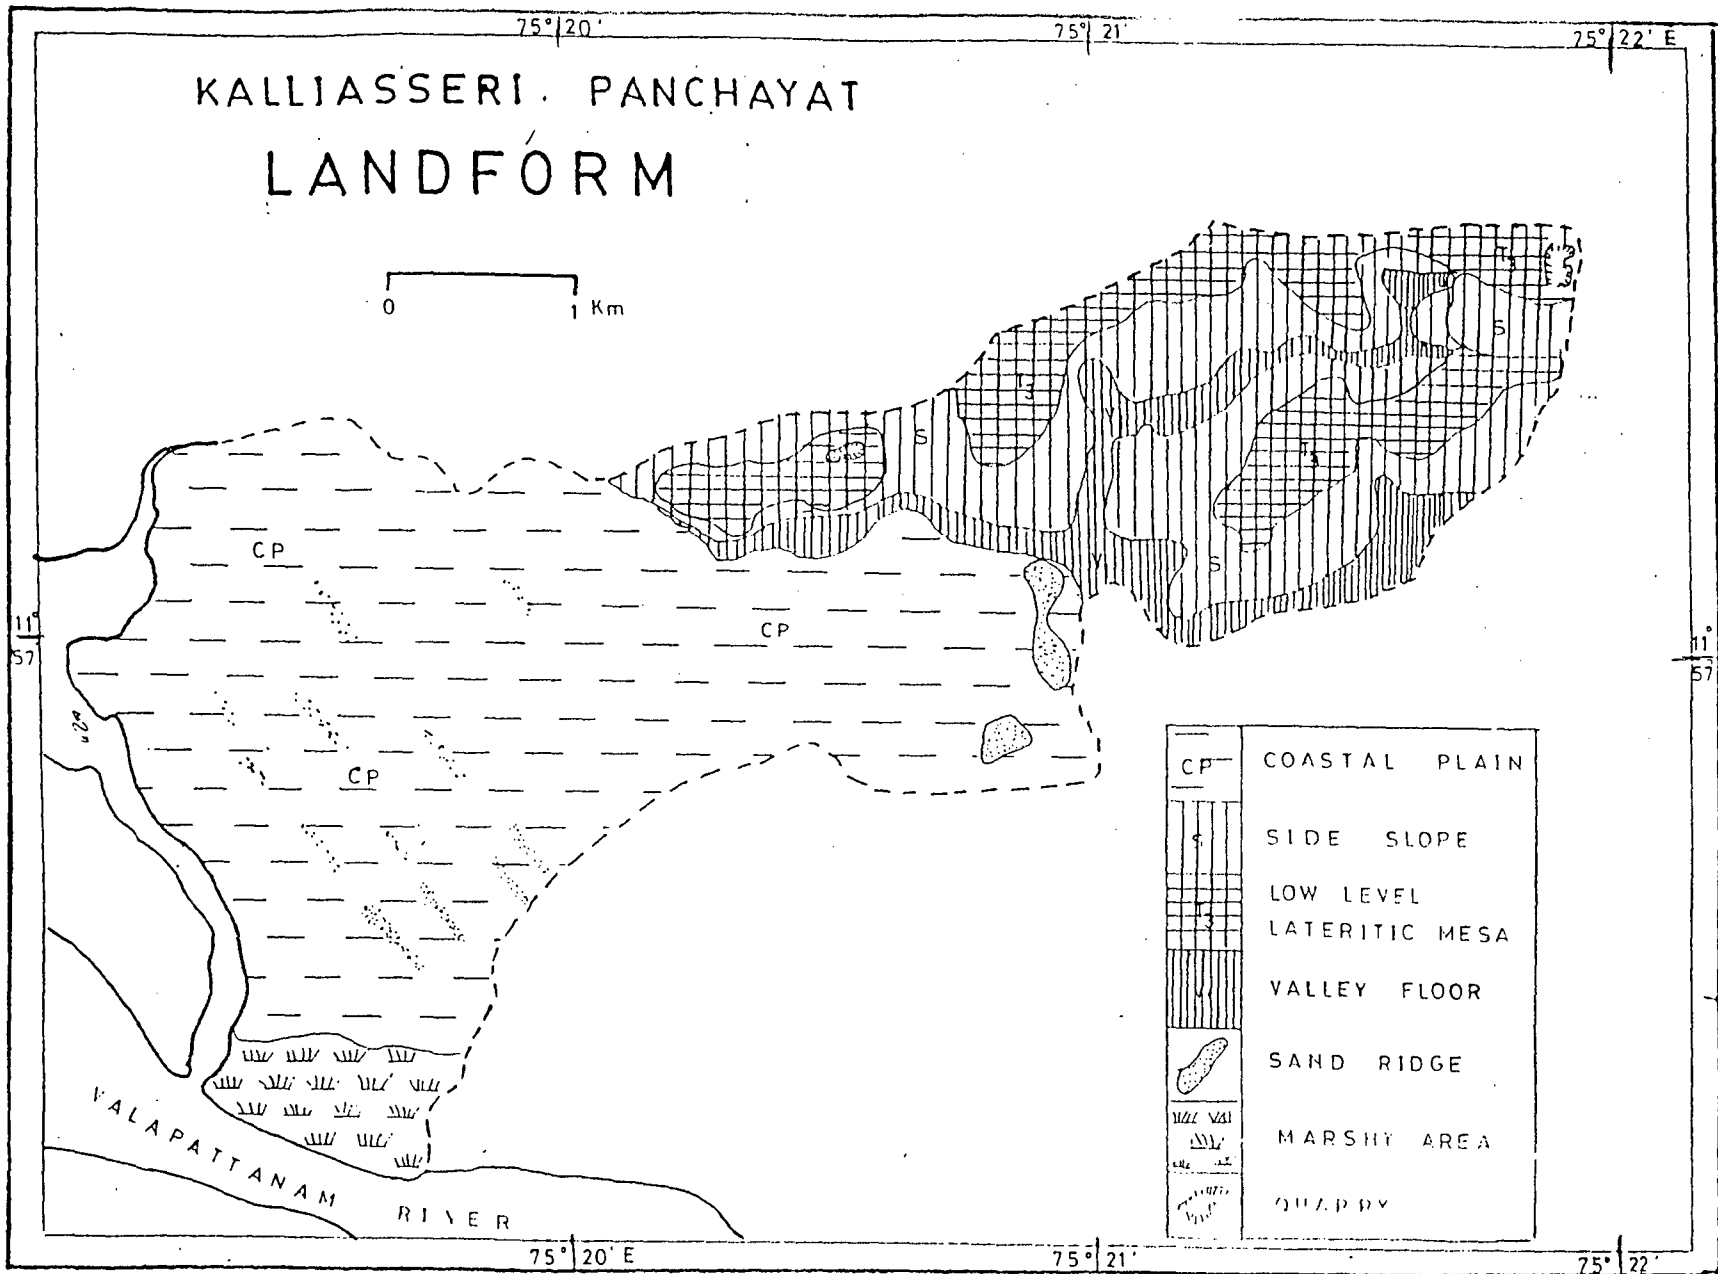 75° 20'
75° 21'
75° 22' E
KALLIASSERI. PANCHAYAT
LANDFORM
0 1 Km
T3
S
S
T3
T3
S
V
V
CP
CP
CP
11° 57'
11° 57'
CP COASTAL PLAIN
S SIDE SLOPE
T3 LOW LEVEL
LATERITIC MESA
V VALLEY FLOOR
SAND RIDGE
MARSHY AREA
QUARRY
VALAPATTANAM RIVER
75° 20' E
75° 21'
75° 22'